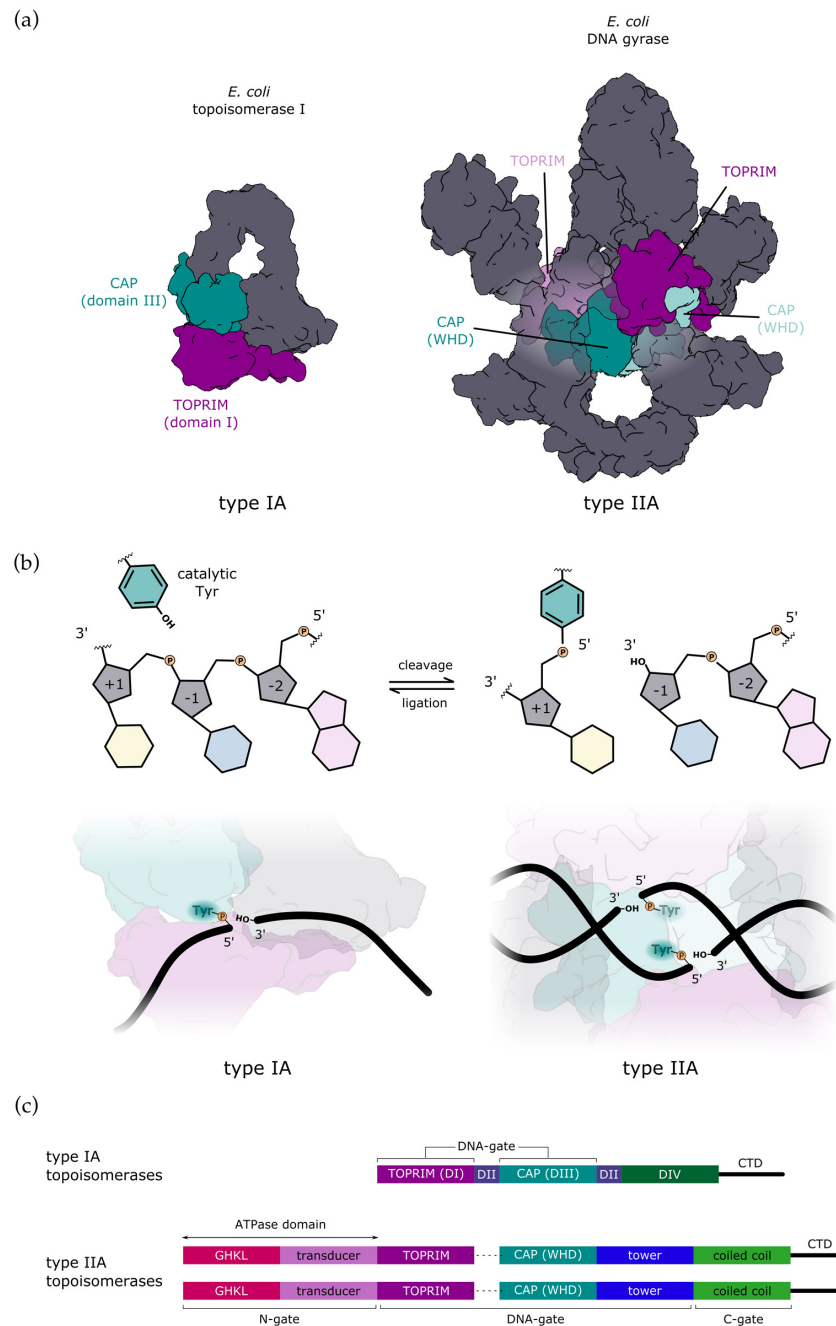 (a)
E. coli
DNA gyrase
E. coli
topoisomerase I
TOPRIM
TOPRIM
CAP
(domain III)
CAP
(WHD)
CAP
(WHD)
TOPRIM
(domain I)
type IA
type IIA
(b)
catalytic
Tyr
OH
3'
5'
P
P
P
+1
-1
-2
cleavage
ligation
5'
P
3'
+1
3'
HO
5'
P
P
-1
-2
Tyr
P
HO
5'
3'
5'
3'
OH
P
Tyr
Tyr
P
HO
5'
3'
type IA
type IIA
(c)
type IA
topoisomerases
DNA-gate
TOPRIM (DI)
DII
CAP (DIII)
DII
DIV
CTD
ATPase domain
type IIA
topoisomerases
GHKL
transducer
TOPRIM
CAP (WHD)
tower
coiled coil
CTD
GHKL
transducer
TOPRIM
CAP (WHD)
tower
coiled coil
N-gate
DNA-gate
C-gate